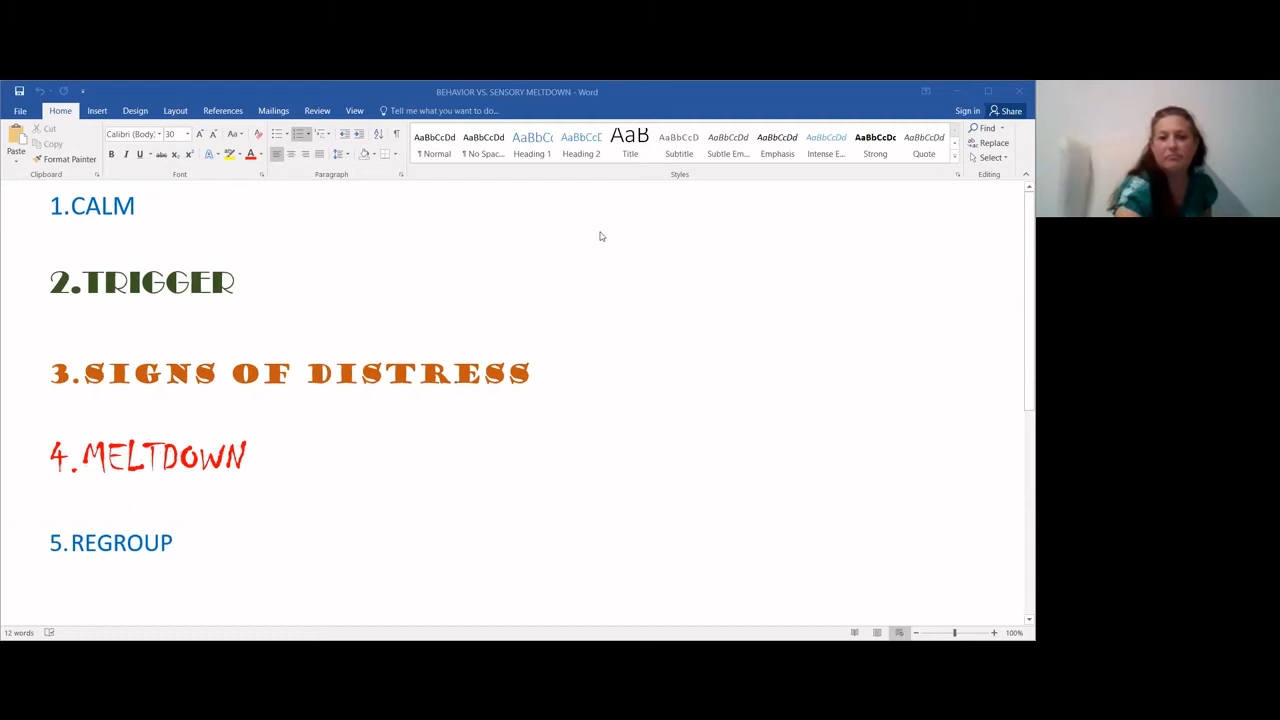 BEHAVIOR VS. SENSORY MELTDOWN - Word
File Home Insert Design Layout References Mailings Review View Tell me what you want to do... Sign in Share
Cut
Copy
Paste
Format Painter
Calibri (Body) 30
AaBbCcDd AaBbCcDd AaBbCc AaBbCcE AaB AaBbCcD AaBbCcDd AaBbCcDd AaBbCcDd AaBbCcDd AaBbCcDd
¶ Normal ¶ No Spac... Heading 1 Heading 2 Title Subtitle Subtle Em... Emphasis Intense E... Strong Quote
Find
Replace
Select
Clipboard Font Paragraph Styles Editing
1.CALM
2.TRIGGER
3.SIGNS OF DISTRESS
4.MELTDOWN
5.REGROUP
12 words 100%